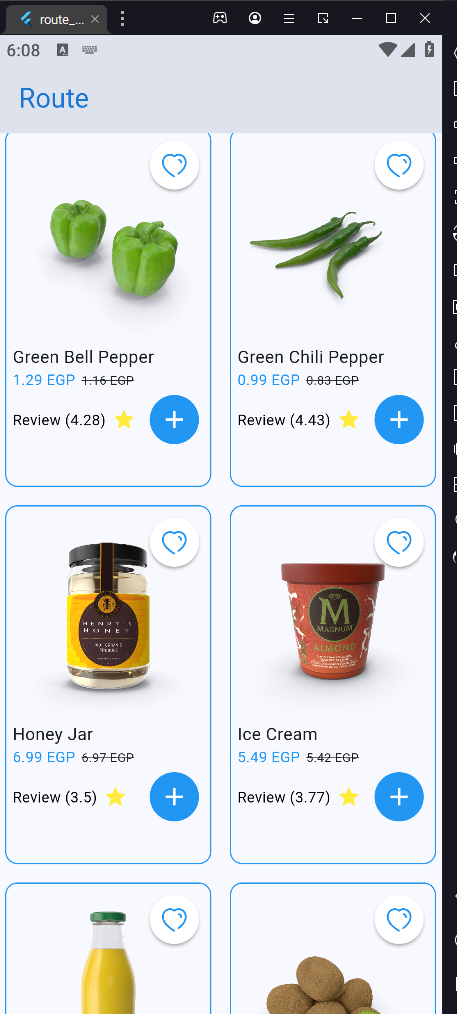 route_...
6:08
A
Route
Green Bell Pepper
1.29 EGP 1.16 EGP
Review (4.28)
Green Chili Pepper
0.99 EGP 0.83 EGP
Review (4.43)
HENRY'S
HONEY
Honey Jar
6.99 EGP 6.97 EGP
Review (3.5)
M
MAGNUM
ALMOND
Ice Cream
5.49 EGP 5.42 EGP
Review (3.77)